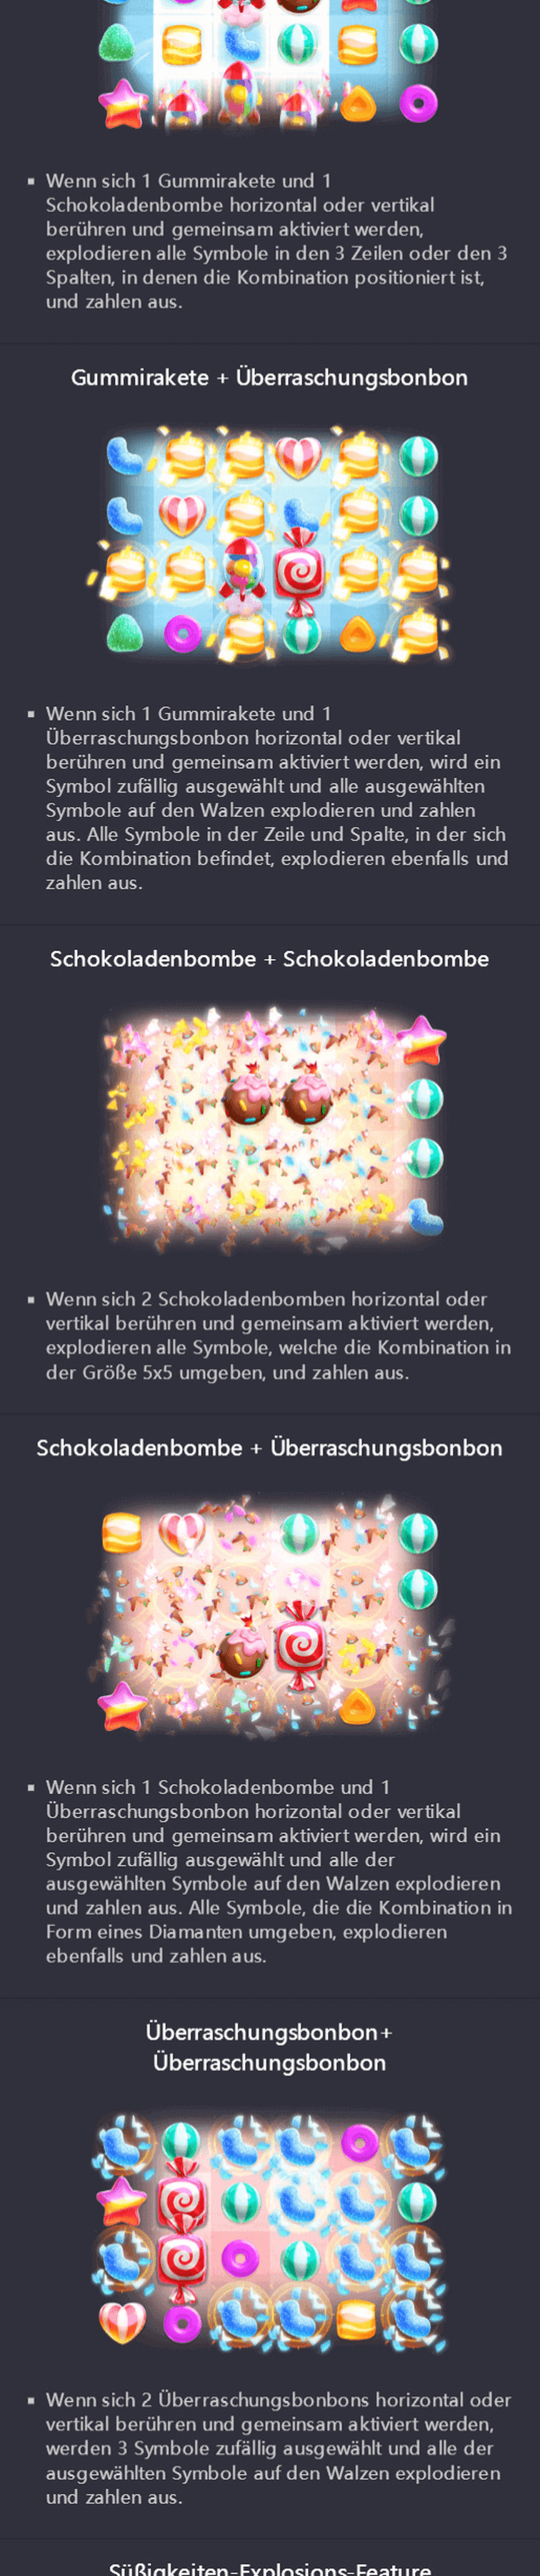 ▪ Wenn sich 1 Gummirakete und 1
Schokoladenbombe horizontal oder vertikal
berühren und gemeinsam aktiviert werden,
explodieren alle Symbole in den 3 Zeilen oder den 3
Spalten, in denen die Kombination positioniert ist,
und zahlen aus.
Gummirakete + Überraschungsbonbon
▪ Wenn sich 1 Gummirakete und 1
Überraschungsbonbon horizontal oder vertikal
berühren und gemeinsam aktiviert werden, wird ein
Symbol zufällig ausgewählt und alle ausgewählten
Symbole auf den Walzen explodieren und zahlen
aus. Alle Symbole in der Zeile und Spalte, in der sich
die Kombination befindet, explodieren ebenfalls und
zahlen aus.
Schokoladenbombe + Schokoladenbombe
▪ Wenn sich 2 Schokoladenbomben horizontal oder
vertikal berühren und gemeinsam aktiviert werden,
explodieren alle Symbole, welche die Kombination in
der Größe 5x5 umgeben, und zahlen aus.
Schokoladenbombe + Überraschungsbonbon
▪ Wenn sich 1 Schokoladenbombe und 1
Überraschungsbonbon horizontal oder vertikal
berühren und gemeinsam aktiviert werden, wird ein
Symbol zufällig ausgewählt und alle der
ausgewählten Symbole auf den Walzen explodieren
und zahlen aus. Alle Symbole, die die Kombination in
Form eines Diamanten umgeben, explodieren
ebenfalls und zahlen aus.
Überraschungsbonbon+
Überraschungsbonbon
▪ Wenn sich 2 Überraschungsbonbons horizontal oder
vertikal berühren und gemeinsam aktiviert werden,
werden 3 Symbole zufällig ausgewählt und alle der
ausgewählten Symbole auf den Walzen explodieren
und zahlen aus.
Süßigkeiten-Explosions-Feature